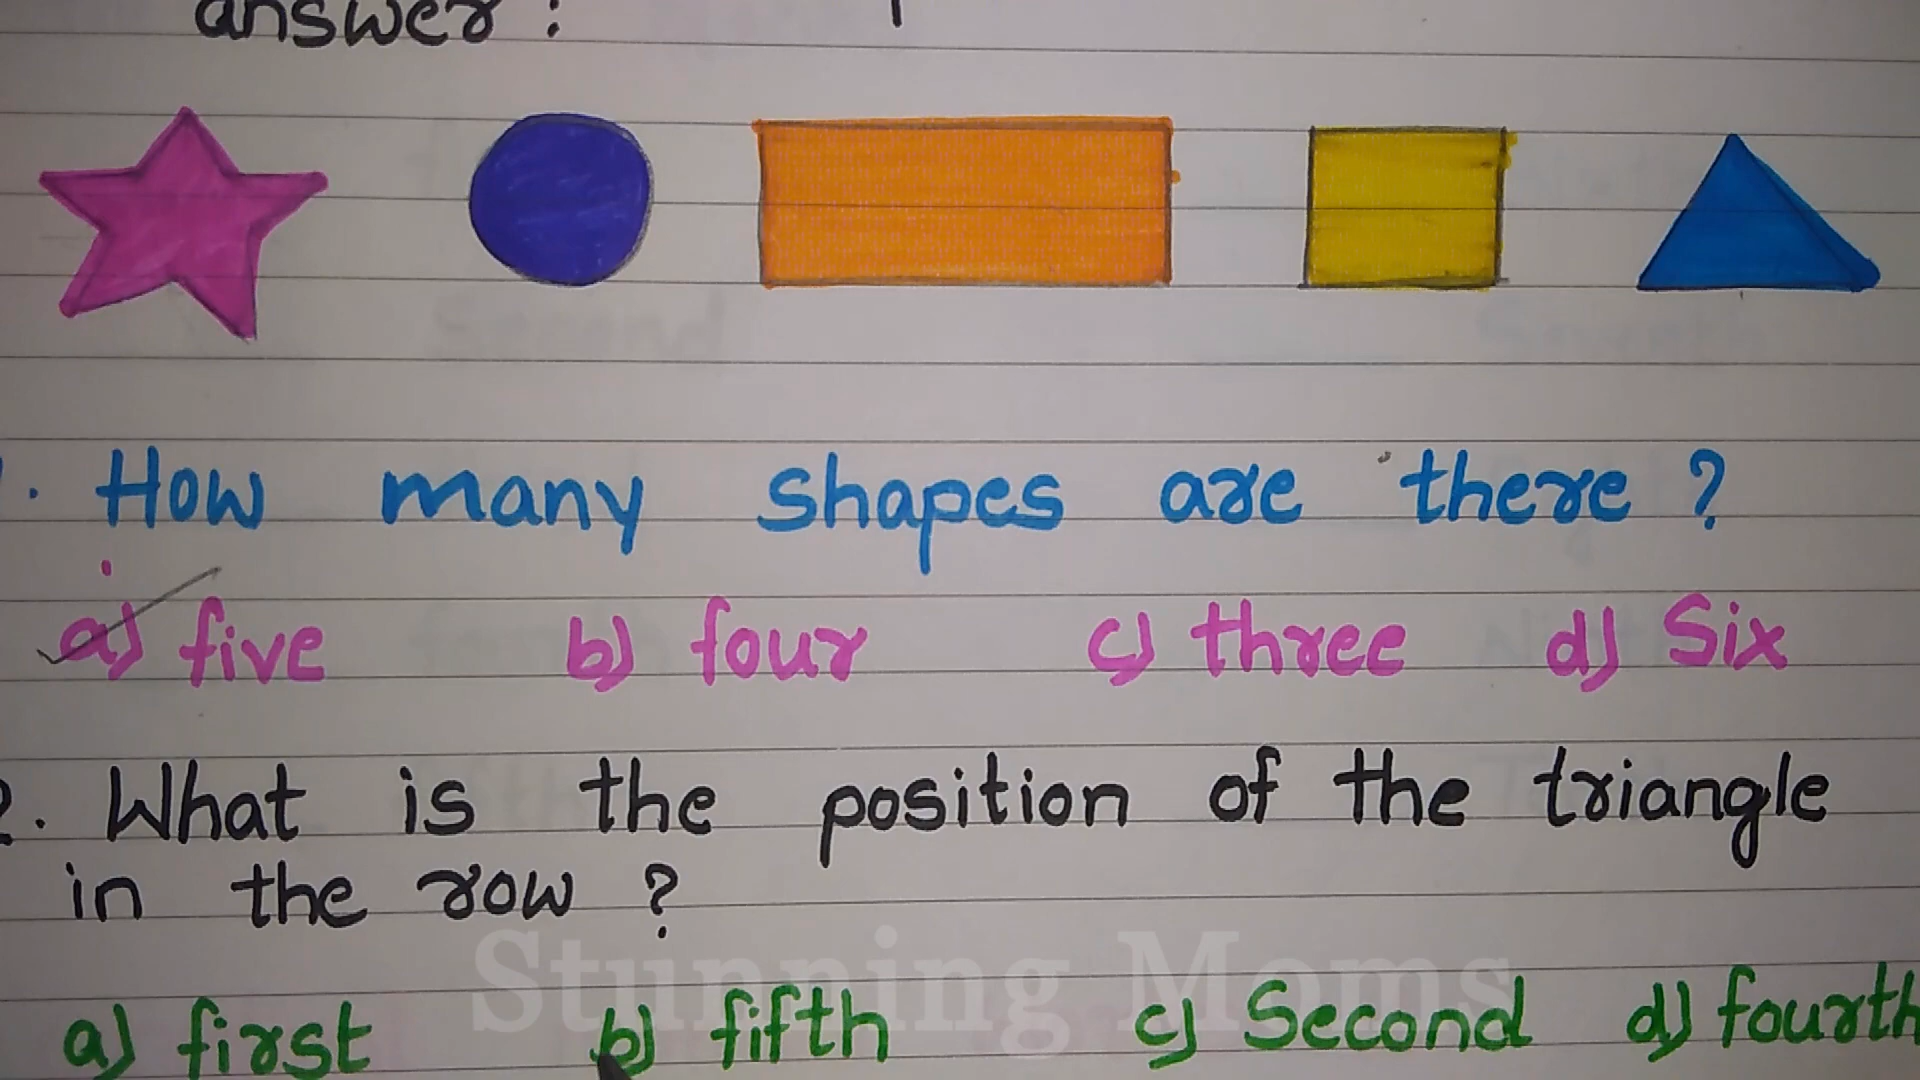 answer :
. How many shapes are there ?
a) five b) four c) three d) Six
2. What is the position of the triangle
in the row ?
Stunning Moms
a) first b) fifth c) Second d) fourth